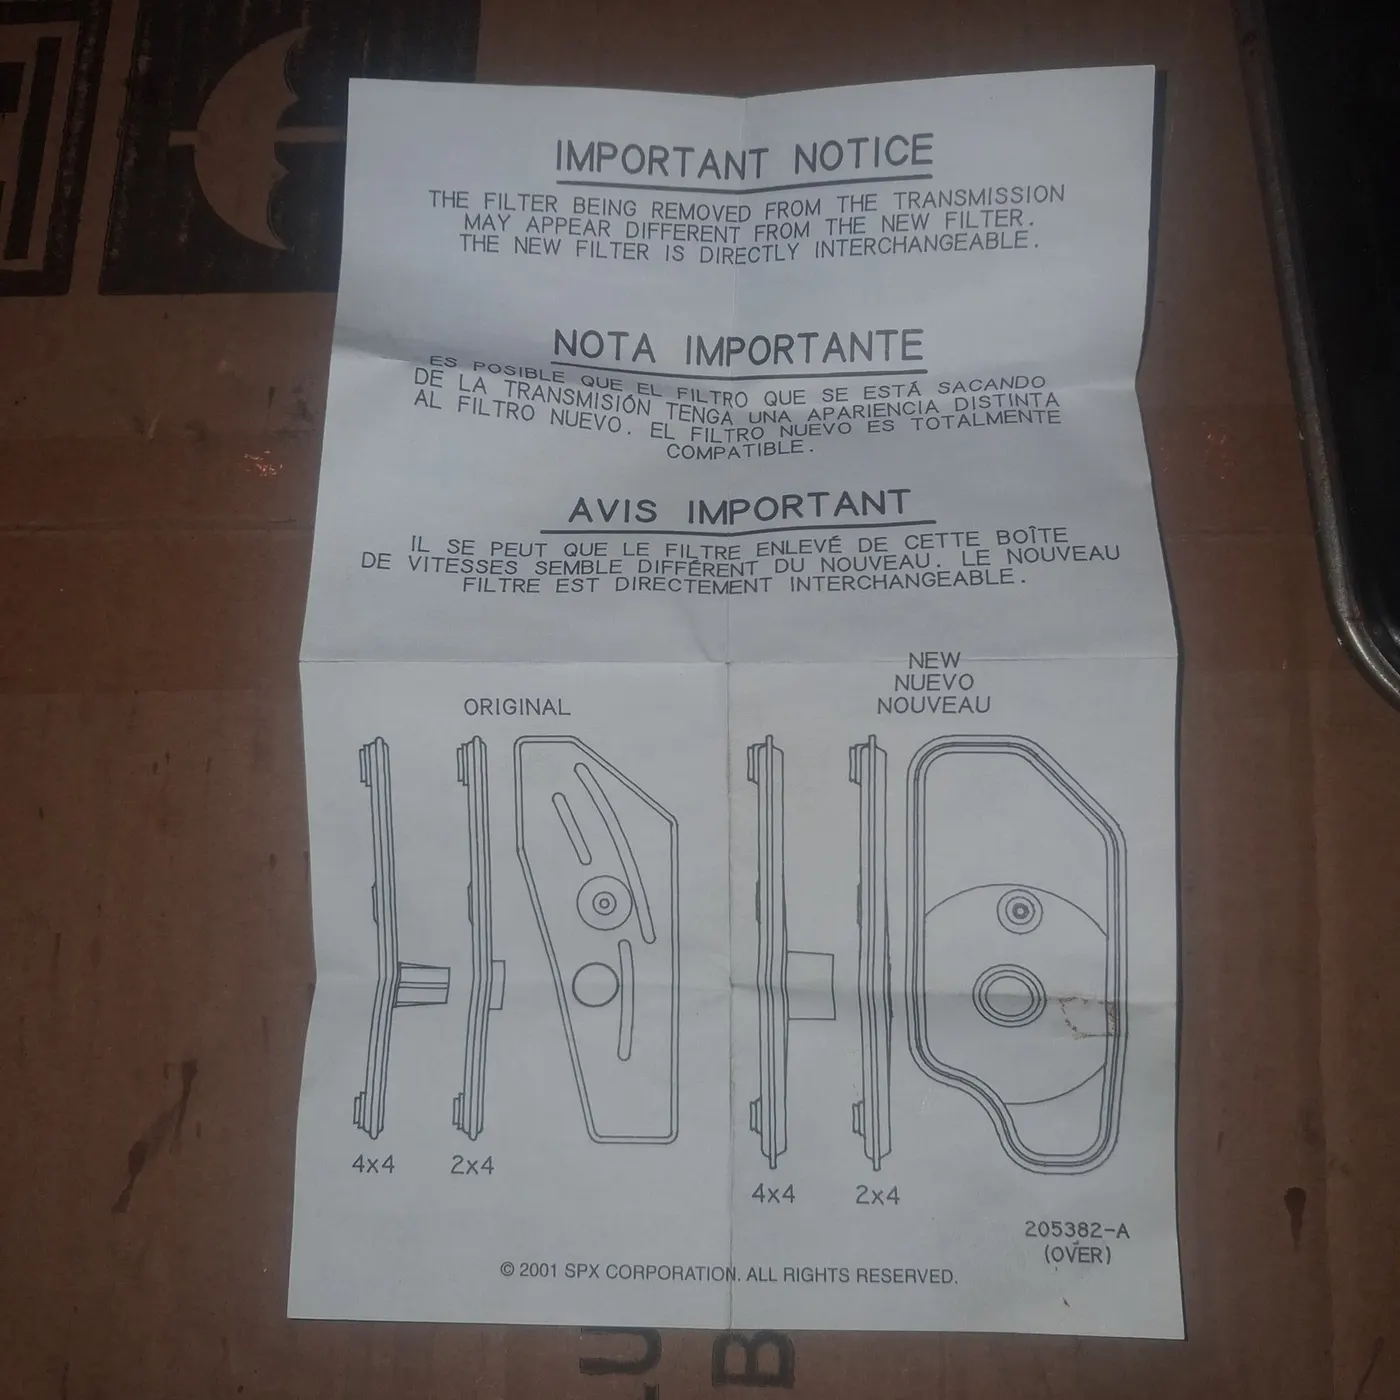 IMPORTANT NOTICE
THE FILTER BEING REMOVED FROM THE TRANSMISSION
MAY APPEAR DIFFERENT FROM THE NEW FILTER.
THE NEW FILTER IS DIRECTLY INTERCHANGEABLE.
NOTA IMPORTANTE
ES POSIBLE QUE EL FILTRO QUE SE ESTÁ SACANDO
DE LA TRANSMISIÓN TENGA UNA APARIENCIA DISTINTA
AL FILTRO NUEVO. EL FILTRO NUEVO ES TOTALMENTE
COMPATIBLE.
AVIS IMPORTANT
IL SE PEUT QUE LE FILTRE ENLEVÉ DE CETTE BOÎTE
DE VITESSES SEMBLE DIFFÉRENT DU NOUVEAU. LE NOUVEAU
FILTRE EST DIRECTEMENT INTERCHANGEABLE.
ORIGINAL
NEW
NUEVO
NOUVEAU
4x4 2x4
4x4 2x4
205382-A
(OVER)
© 2001 SPX CORPORATION. ALL RIGHTS RESERVED.